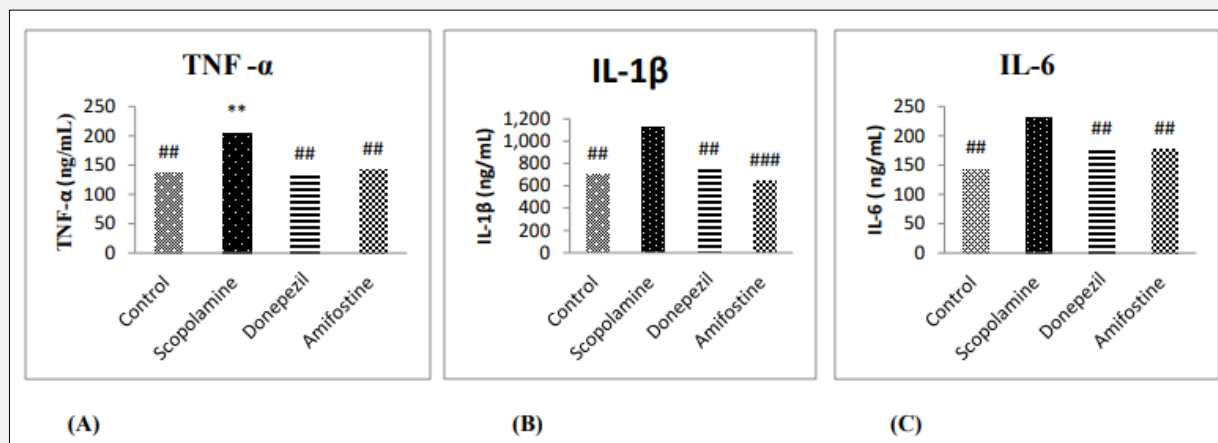 TNF -α
TNF-α (ng/mL)
250
200
150
100
50
0
##
**
##
##
Control
Scopolamine
Donepezil
Amifostine
IL-1β
IL-1β (ng/mL)
1,200
1,000
800
600
400
200
0
##
##
###
Control
Scopolamine
Donepezil
Amifostine
IL-6
IL-6 ( ng/mL)
250
200
150
100
50
0
##
##
##
Control
Scopolamine
Donepezil
Amifostine
(A)
(B)
(C)